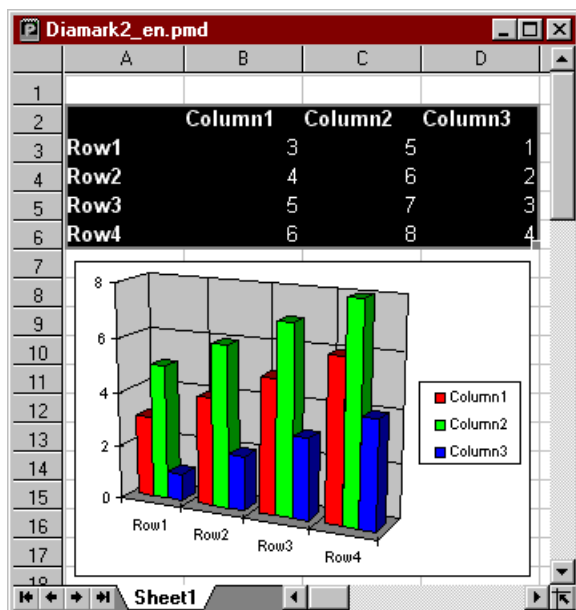 Diamark2_en.pmd
A B C D
1
2 Column1 Column2 Column3
3 Row1 3 5 1
4 Row2 4 6 2
5 Row3 5 7 3
6 Row4 6 8 4
7
8
9
10
11
12
13
14
15
16
17
18
8
6
4
2
0
Row1 Row2 Row3 Row4
Column1
Column2
Column3
Sheet1